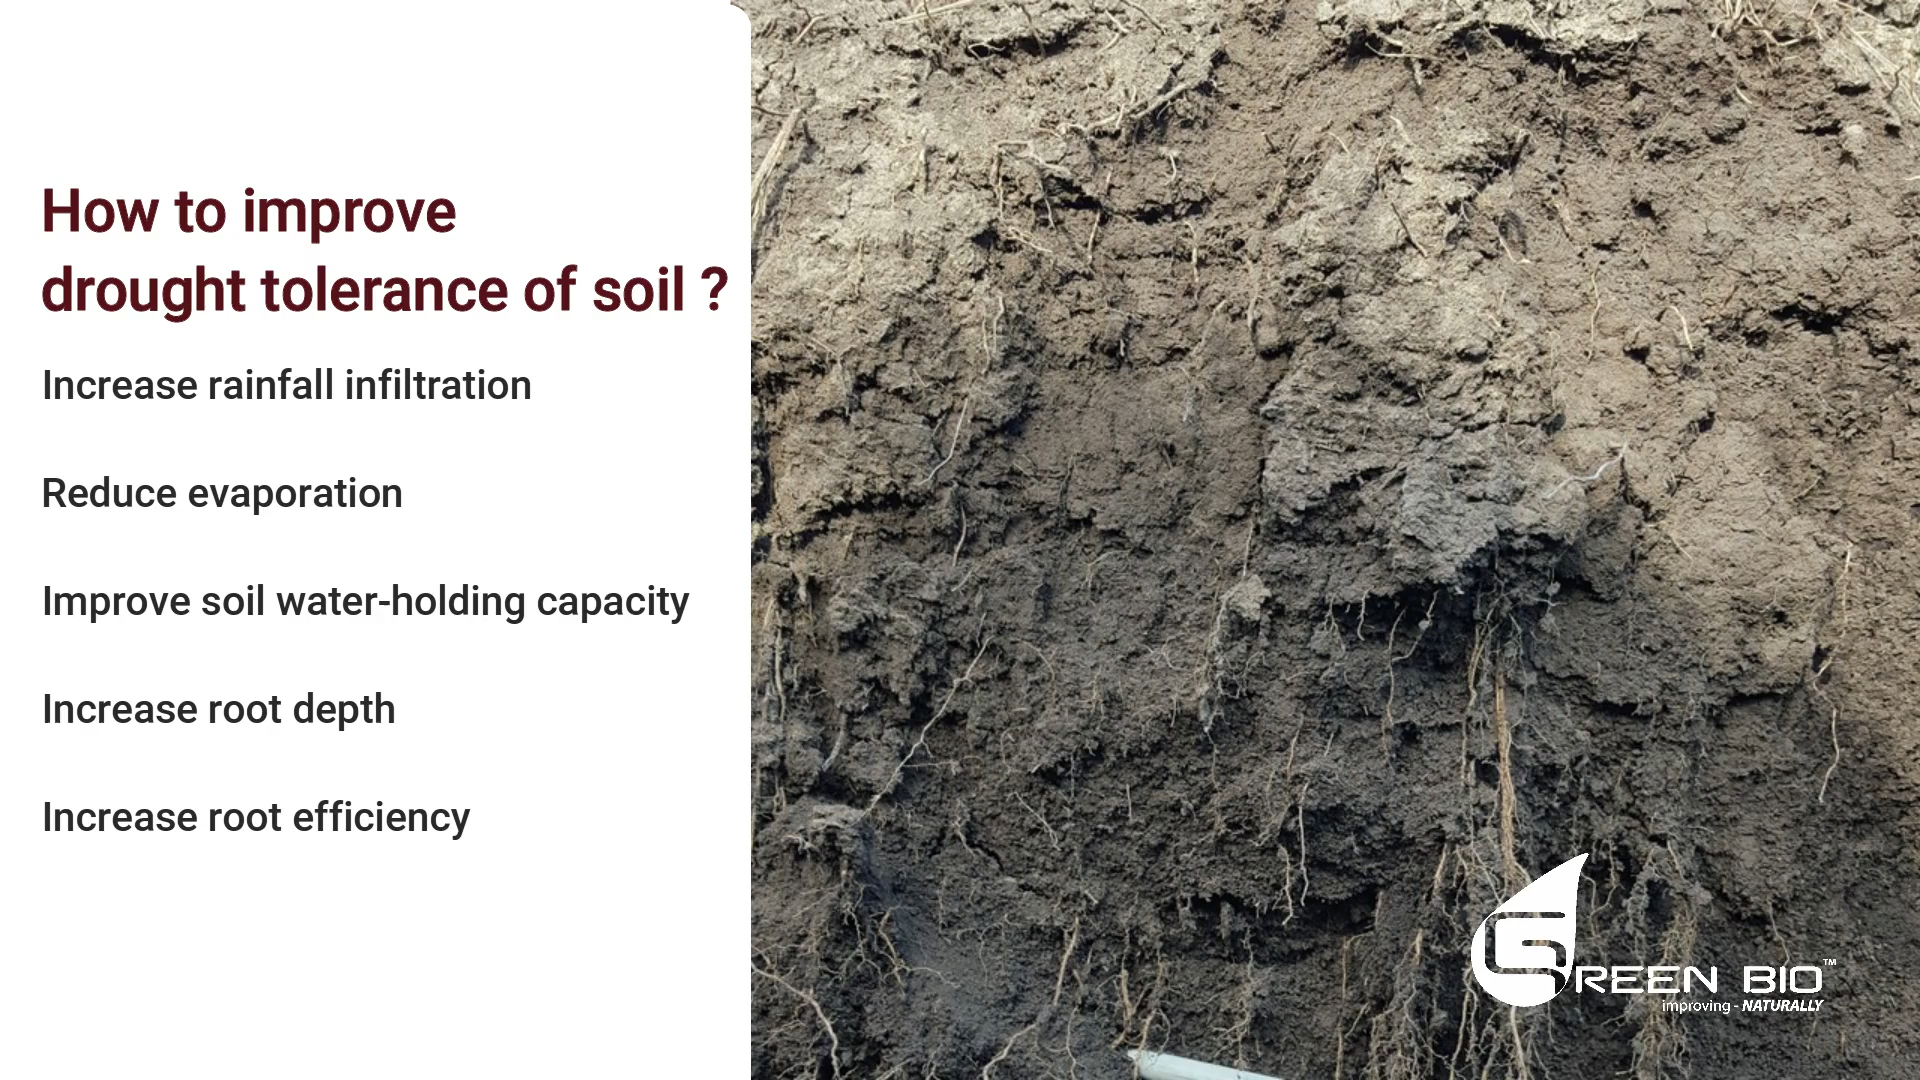 How to improve
drought tolerance of soil ?
Increase rainfall infiltration
Reduce evaporation
Improve soil water-holding capacity
Increase root depth
Increase root efficiency
GREEN BIO™
improving - NATURALLY